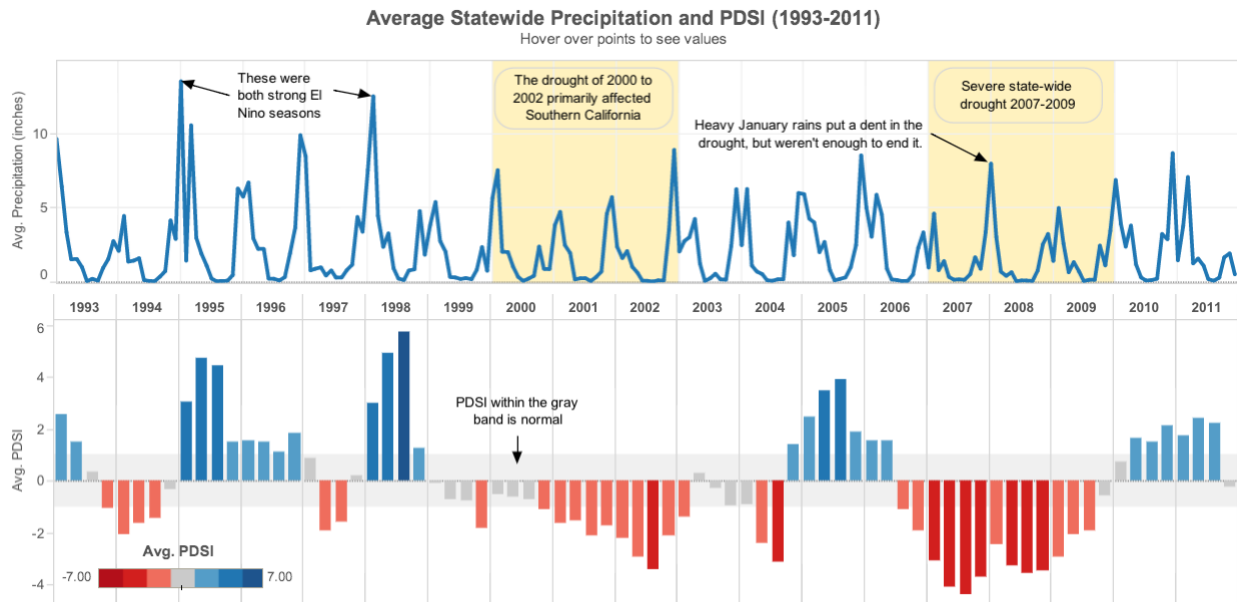 Average Statewide Precipitation and PDSI (1993-2011)
Hover over points to see values
Avg. Precipitation (inches)
10
5
0
These were
both strong El
Nino seasons
The drought of 2000 to
2002 primarily affected
Southern California
Severe state-wide
drought 2007-2009
Heavy January rains put a dent in the
drought, but weren't enough to end it.
1993 1994 1995 1996 1997 1998 1999 2000 2001 2002 2003 2004 2005 2006 2007 2008 2009 2010 2011
Avg. PDSI
6
4
2
0
-2
-4
PDSI within the gray
band is normal
Avg. PDSI
-7.00 7.00